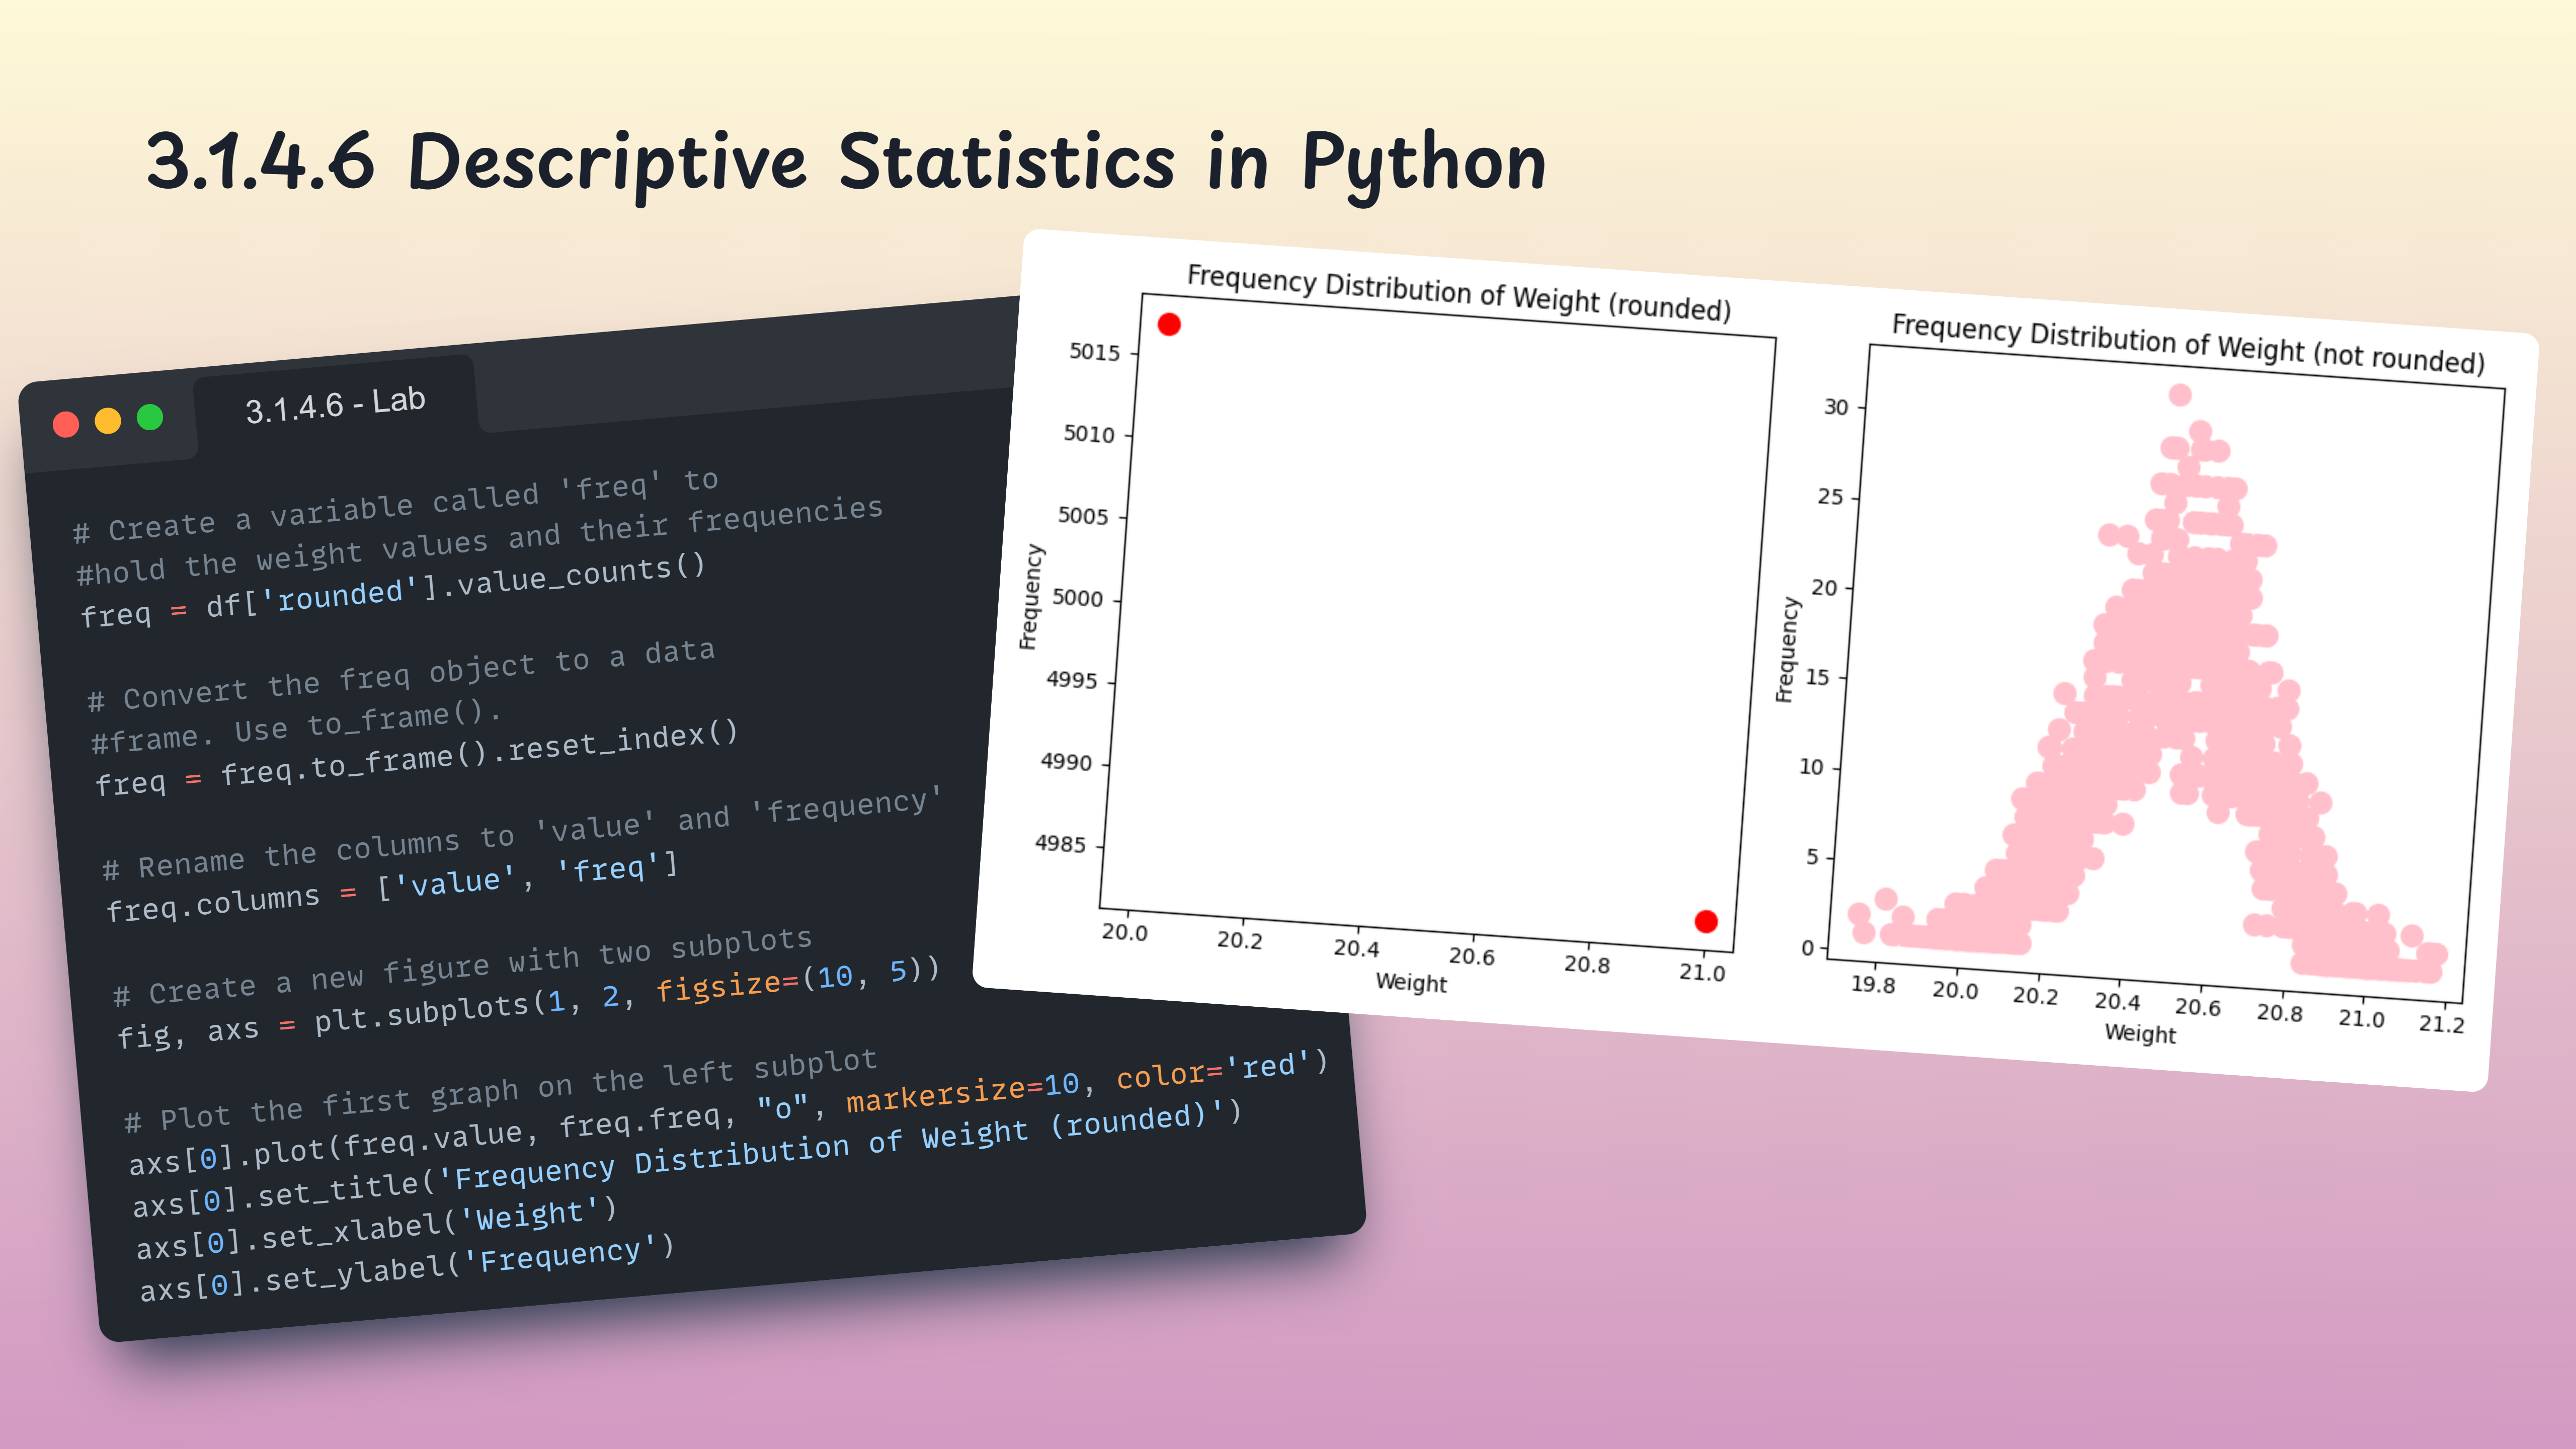 3.1.4.6 Descriptive Statistics in Python
3.1.4.6 - Lab
# Create a variable called 'freq' to
#hold the weight values and their frequencies
freq = df['rounded'].value_counts()
# Convert the freq object to a data
#frame. Use to_frame().
freq = freq.to_frame().reset_index()
# Rename the columns to 'value' and 'frequency'
freq.columns = ['value', 'freq']
# Create a new figure with two subplots
fig, axs = plt.subplots(1, 2, figsize=(10, 5))
# Plot the first graph on the left subplot
axs[0].plot(freq.value, freq.freq, "o", markersize=10, color='red')
axs[0].set_title('Frequency Distribution of Weight (rounded)')
axs[0].set_xlabel('Weight')
axs[0].set_ylabel('Frequency')
Frequency Distribution of Weight (rounded)
Frequency
5015
5010
5005
5000
4995
4990
4985
20.0 20.2 20.4 20.6 20.8 21.0
Weight
Frequency Distribution of Weight (not rounded)
Frequency
30
25
20
15
10
5
0
19.8 20.0 20.2 20.4 20.6 20.8 21.0 21.2
Weight